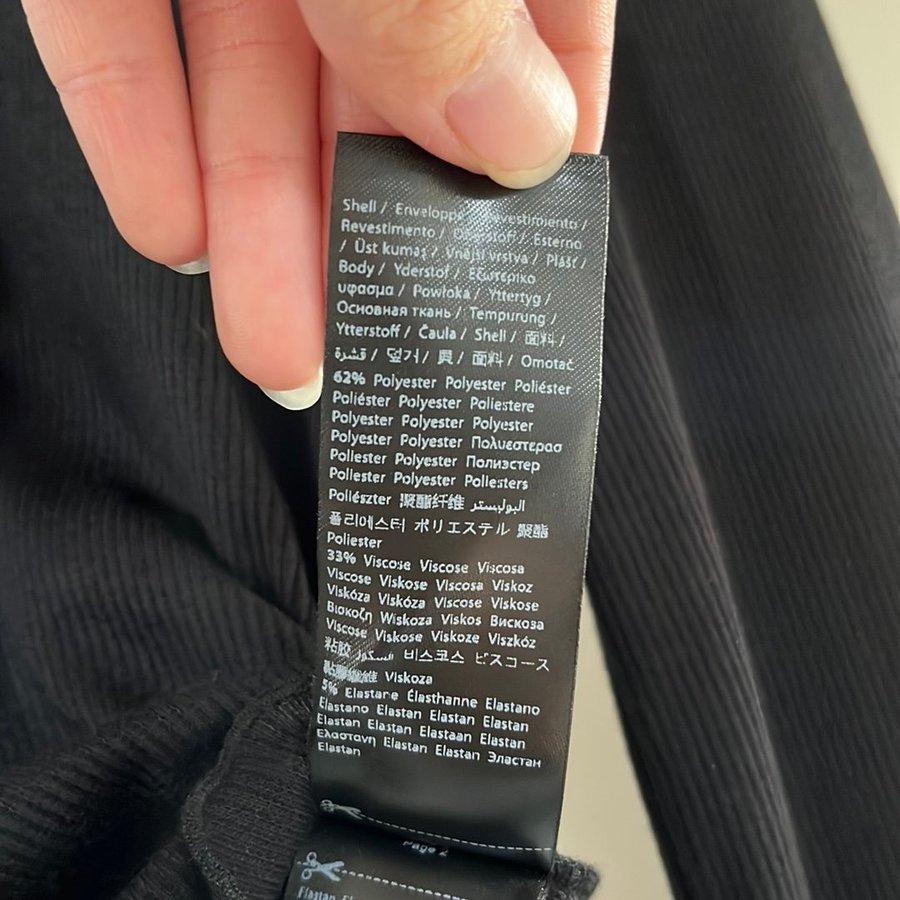 Shell / Enveloppe / Revestimiento /
Revestimento / Oberstoff / Esterno
/ Üst kumaş / Vnější vrstva / Plášť /
Body / Yderstof / Εξωτερικο
υφασμα / Powłoka / Yttertyg /
Основная ткань / Tempurung /
Ytterstoff / Čaula / Shell / 面料 /
قشرة / 덮개 / 貝 / 面料 / Omotač
62% Polyester Polyester Poliéster
Poliéster Polyester Poliestere
Polyester Polyester Polyester
Polyester Polyester Πολυεστερασ
Poliester Polyester Полиэстер
Poliester Polyester Poliesters
Poliészter 聚酯纤维 البوليستر
폴리에스터 ポリエステル 聚酯
Poliester
33% Viscose Viscose Viscosa
Viscose Viskose Viscosa Viskoz
Viskóza Viskóza Viscose Viskose
Βισκοζη Wiskoza Viskos Вискоза
Viscose Viskose Viskoze Viszkóz
粘胶 비스코스 ビスコース
Viskoza
5% Elastane Élasthanne Elastano
Elastano Elastan Elastan Elastan
Elastan Elastan Elastaan Elastan
Ελαστανη Elastan Elastan Эластан
Elastan
Page 2
Elastan